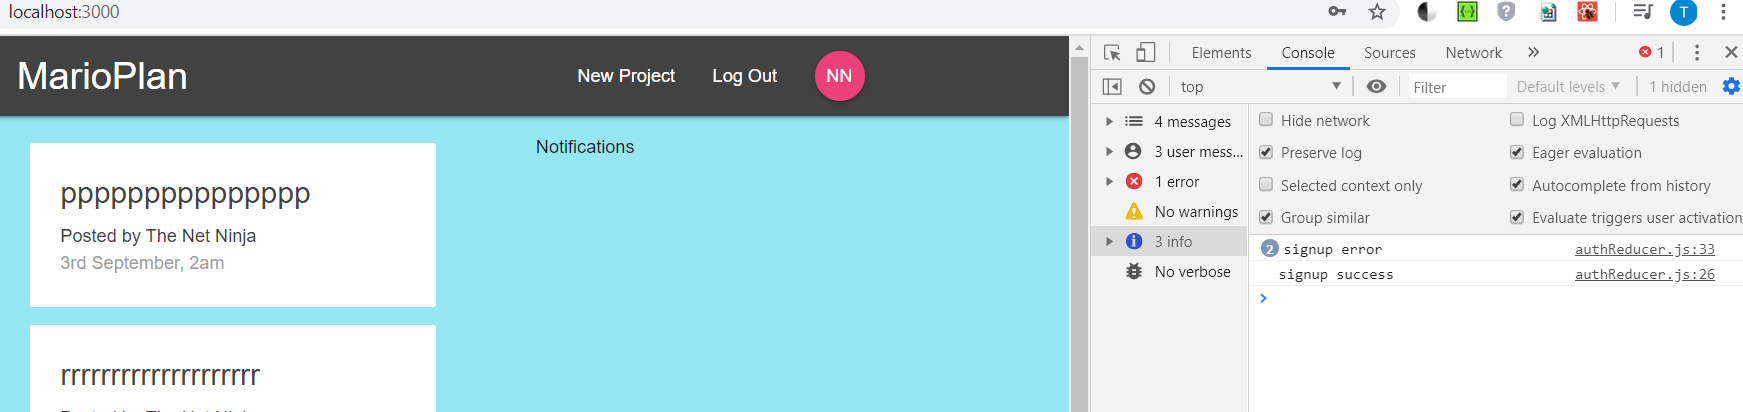 localhost:3000
T
MarioPlan
New Project
Log Out
NN
Notifications
ppppppppppppppp
Posted by The Net Ninja
3rd September, 2am
Elements
Console
Sources
Network
1
top
Filter
Default levels
1 hidden
4 messages
3 user mess...
1 error
No warnings
3 info
No verbose
Hide network
Log XMLHttpRequests
Preserve log
Eager evaluation
Selected context only
Autocomplete from history
Group similar
Evaluate triggers user activation
2 signup error authReducer.js:33
signup success authReducer.js:26
rrrrrrrrrrrrrrrrrrrr